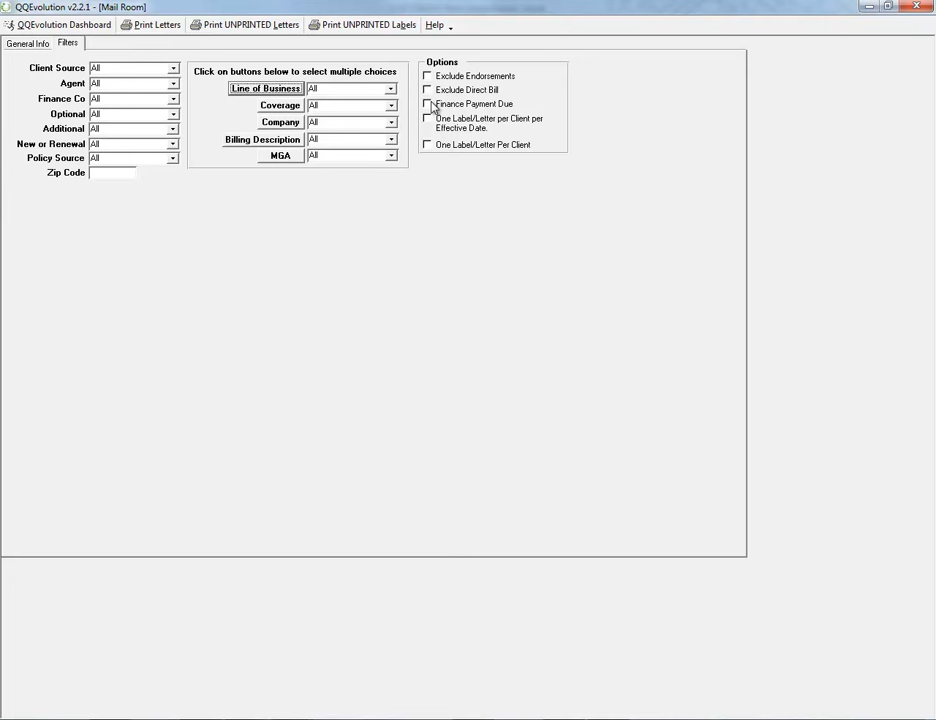 QQEvolution v2.2.1 - [Mail Room]
QQEvolution Dashboard Print Letters Print UNPRINTED Letters Print UNPRINTED Labels Help
General Info Filters
Client Source All
Agent All
Finance Co All
Optional All
Additional All
New or Renewal All
Policy Source All
Zip Code
Click on buttons below to select multiple choices
Line of Business All
Coverage All
Company All
Billing Description All
MGA All
Options
Exclude Endorsements
Exclude Direct Bill
Finance Payment Due
One Label/Letter per Client per
Effective Date.
One Label/Letter Per Client